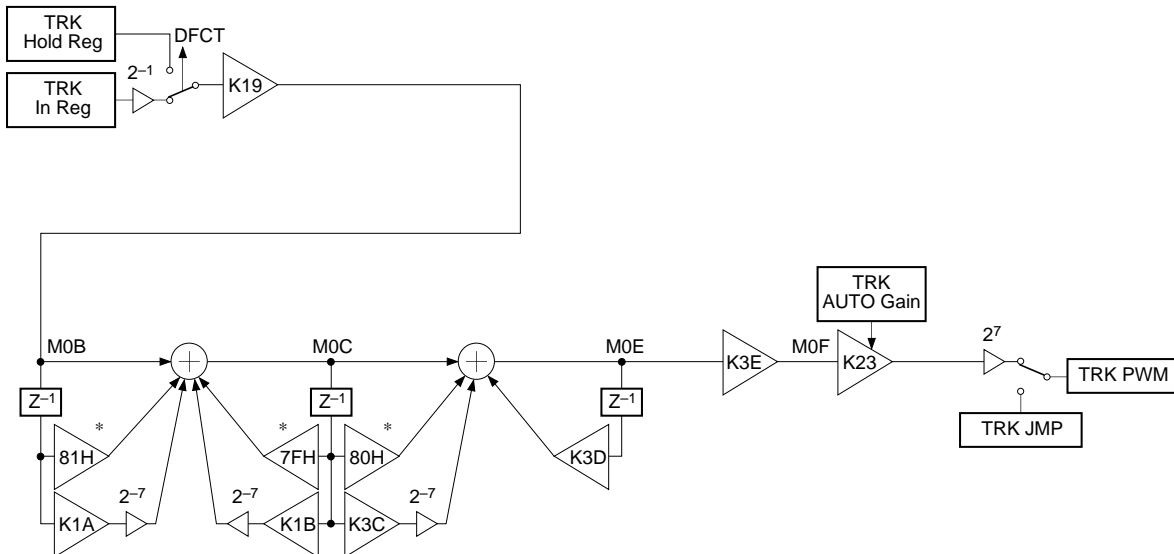 TRK
Hold Reg
DFCT
2⁻¹
K19
TRK
In Reg
TRK
AUTO Gain
M0B
M0C
M0E
K3E
M0F
K23
2⁷
TRK PWM
TRK JMP
Z⁻¹
Z⁻¹
Z⁻¹
*
*
*
81H
7FH
80H
K3D
2⁻⁷
2⁻⁷
2⁻⁷
K1A
K1B
K3C